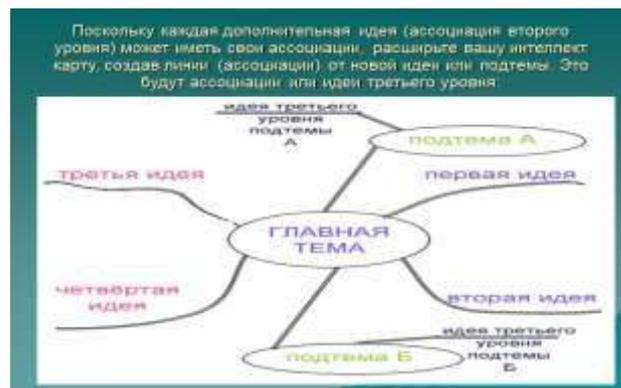 Поскольку каждая дополнительная идея (ассоциация второго
уровня) может иметь свои ассоциации, расширьте вашу интеллект
карту, создав линки (ассоциации) от новой идеи или подтемы. Это
будут ассоциации или идеи третьего уровня
идея третьего
уровня
подтемы
А
подтема А
третья идея
первая идея
ГЛАВНАЯ
ТЕМА
четвёртая
идея
вторая идея
идея третьего
уровня
подтемы
Б
подтема Б